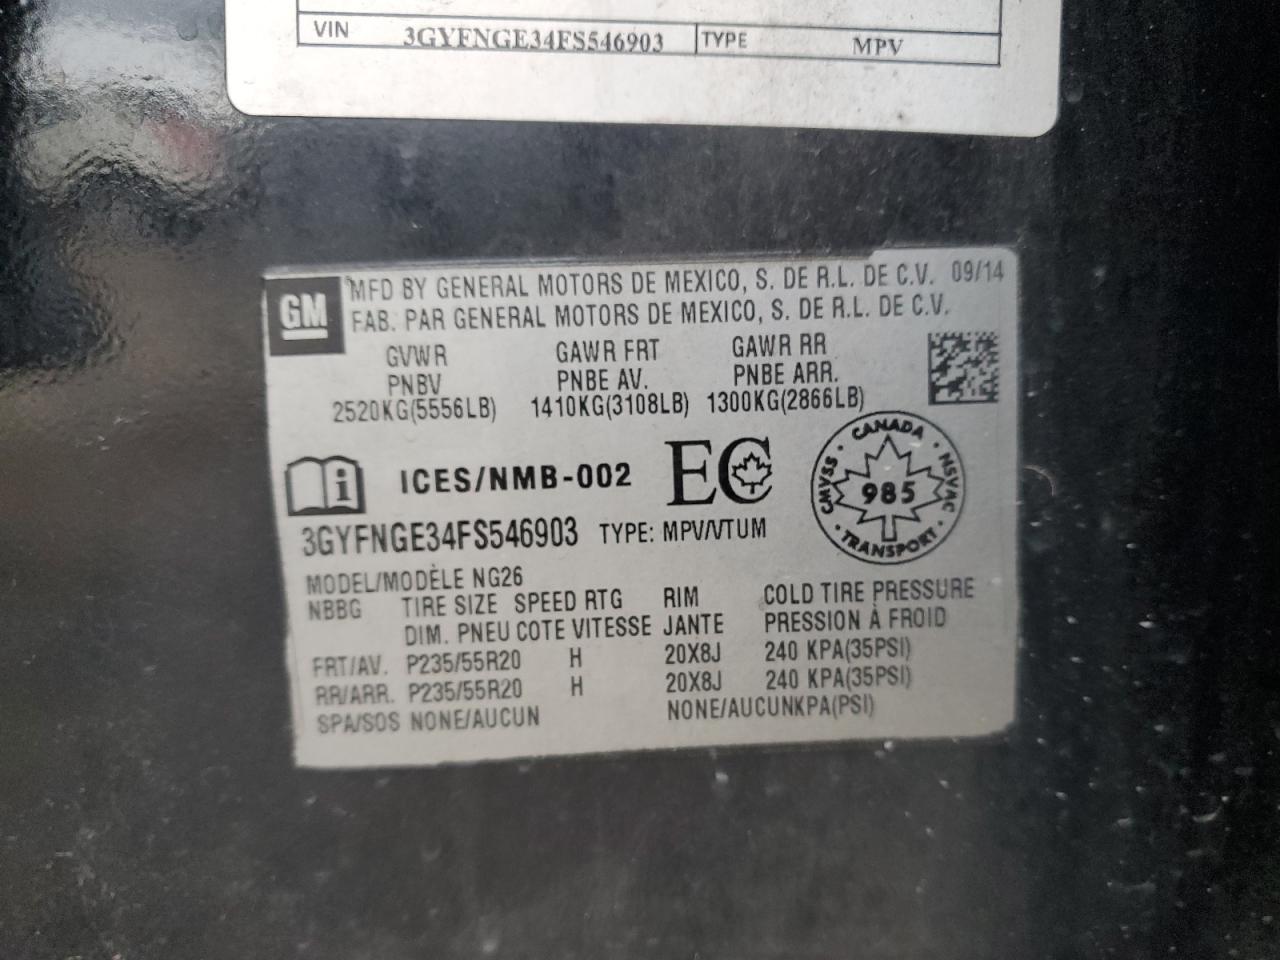 VIN 3GYFNGE34FS546903 TYPE MPV
GM
MFD BY GENERAL MOTORS DE MEXICO, S. DE R.L. DE C.V. 09/14
FAB. PAR GENERAL MOTORS DE MEXICO, S. DE R.L. DE C.V.
GVWR GAWR FRT GAWR RR
PNBV PNBE AV. PNBE ARR.
2520KG(5556LB) 1410KG(3108LB) 1300KG(2866LB)
i ICES/NMB-002 EC
CANADA
CMVSS 985 NSVAC
TRANSPORT
3GYFNGE34FS546903 TYPE: MPV/VTUM
MODEL/MODÈLE NG26
NBBG TIRE SIZE SPEED RTG RIM COLD TIRE PRESSURE
DIM. PNEU COTE VITESSE JANTE PRESSION À FROID
FRT/AV. P235/55R20 H 20X8J 240 KPA(35PSI)
RR/ARR. P235/55R20 H 20X8J 240 KPA(35PSI)
SPA/SOS NONE/AUCUN NONE/AUCUNKPA(PSI)